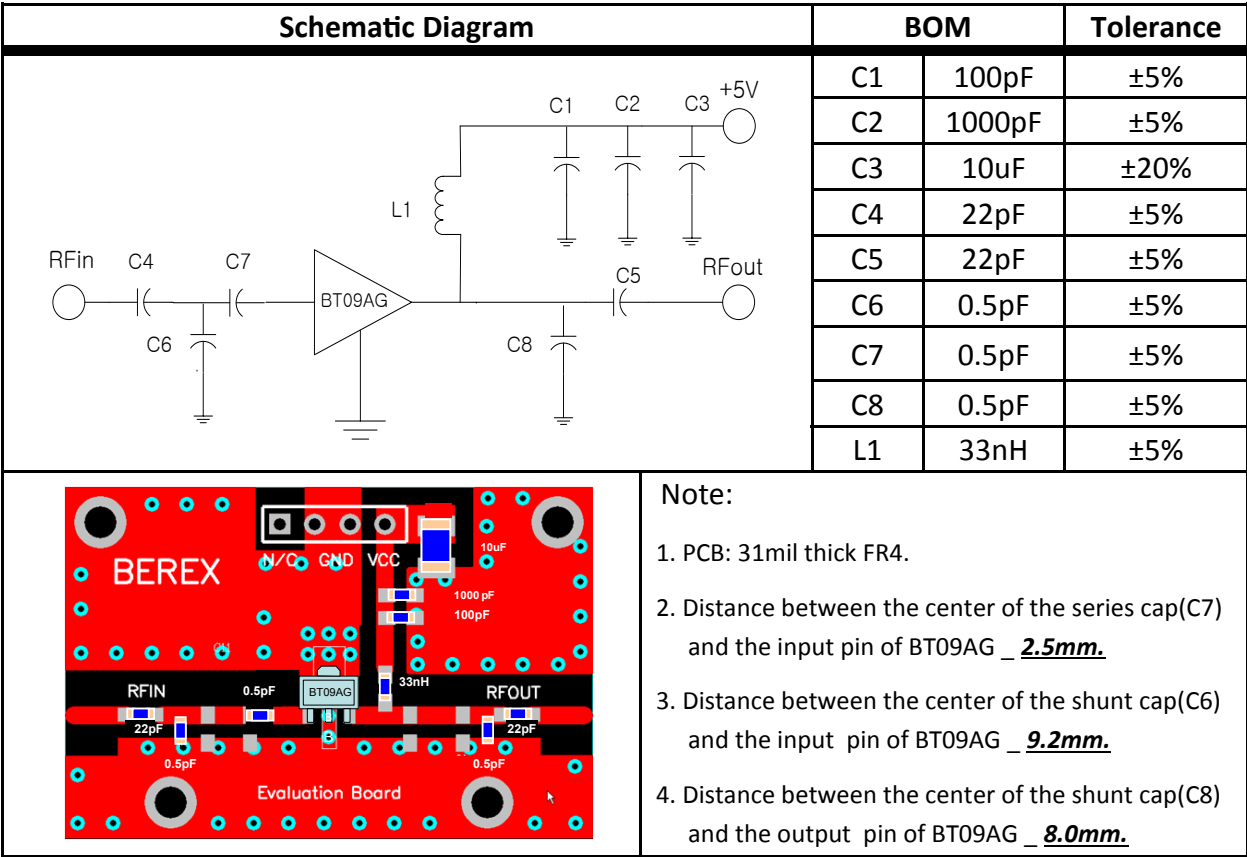 Schematic Diagram
BOM
Tolerance
C1 100pF ±5%
C2 1000pF ±5%
C3 10uF ±20%
C4 22pF ±5%
C5 22pF ±5%
C6 0.5pF ±5%
C7 0.5pF ±5%
C8 0.5pF ±5%
L1 33nH ±5%
C1 C2 C3 +5V
L1
RFin C4 C7
BT09AG
C5 RFout
C6
C8
10uF
N/C GND VCC
BEREX
1000 pF
100pF
33nH
RFIN 0.5pF BT09AG RFOUT
22pF 22pF
0.5pF 0.5pF
Evaluation Board
Note:
1. PCB: 31mil thick FR4.
2. Distance between the center of the series cap(C7)
and the input pin of BT09AG _ 2.5mm.
3. Distance between the center of the shunt cap(C6)
and the input pin of BT09AG _ 9.2mm.
4. Distance between the center of the shunt cap(C8)
and the output pin of BT09AG _ 8.0mm.